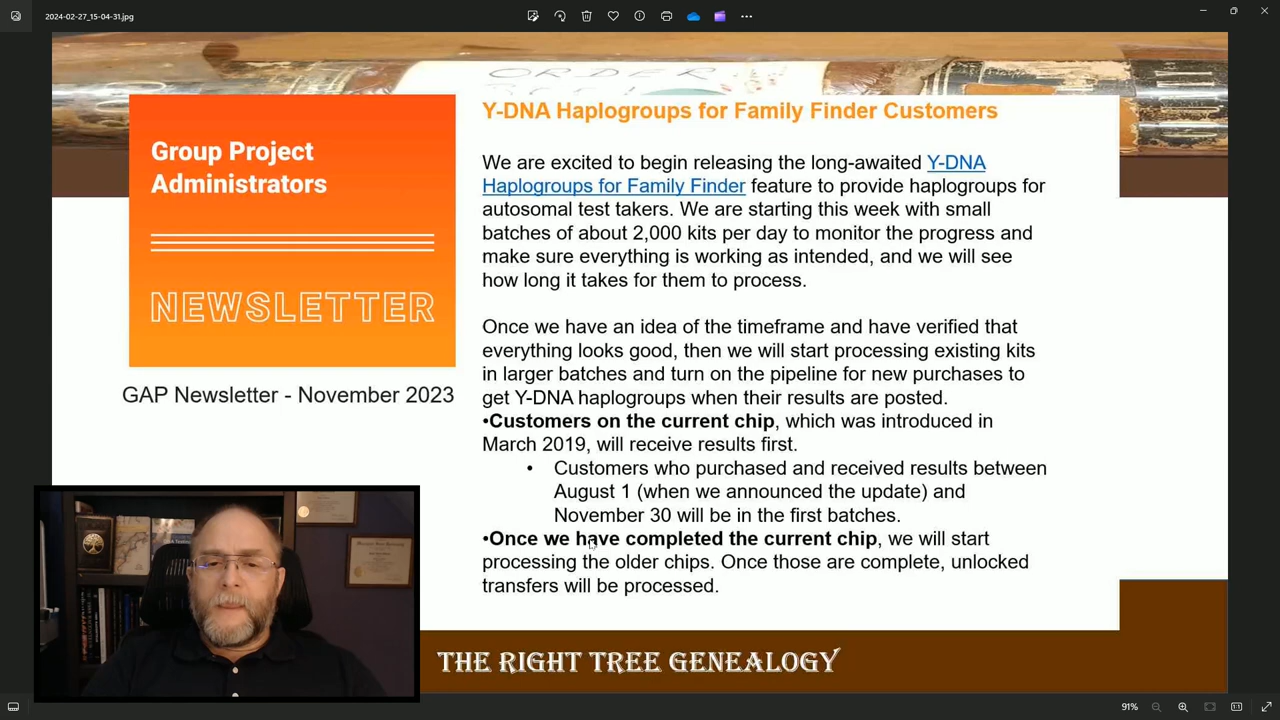 2024-02-27_15-04-31.jpg
ORDER
Group Project
Administrators
NEWSLETTER
GAP Newsletter - November 2023
Y-DNA Haplogroups for Family Finder Customers
We are excited to begin releasing the long-awaited Y-DNA
Haplogroups for Family Finder feature to provide haplogroups for
autosomal test takers. We are starting this week with small
batches of about 2,000 kits per day to monitor the progress and
make sure everything is working as intended, and we will see
how long it takes for them to process.
Once we have an idea of the timeframe and have verified that
everything looks good, then we will start processing existing kits
in larger batches and turn on the pipeline for new purchases to
get Y-DNA haplogroups when their results are posted.
•Customers on the current chip, which was introduced in
March 2019, will receive results first.
• Customers who purchased and received results between
August 1 (when we announced the update) and
November 30 will be in the first batches.
•Once we have completed the current chip, we will start
processing the older chips. Once those are complete, unlocked
transfers will be processed.
THE RIGHT TREE GENEALOGY
91%